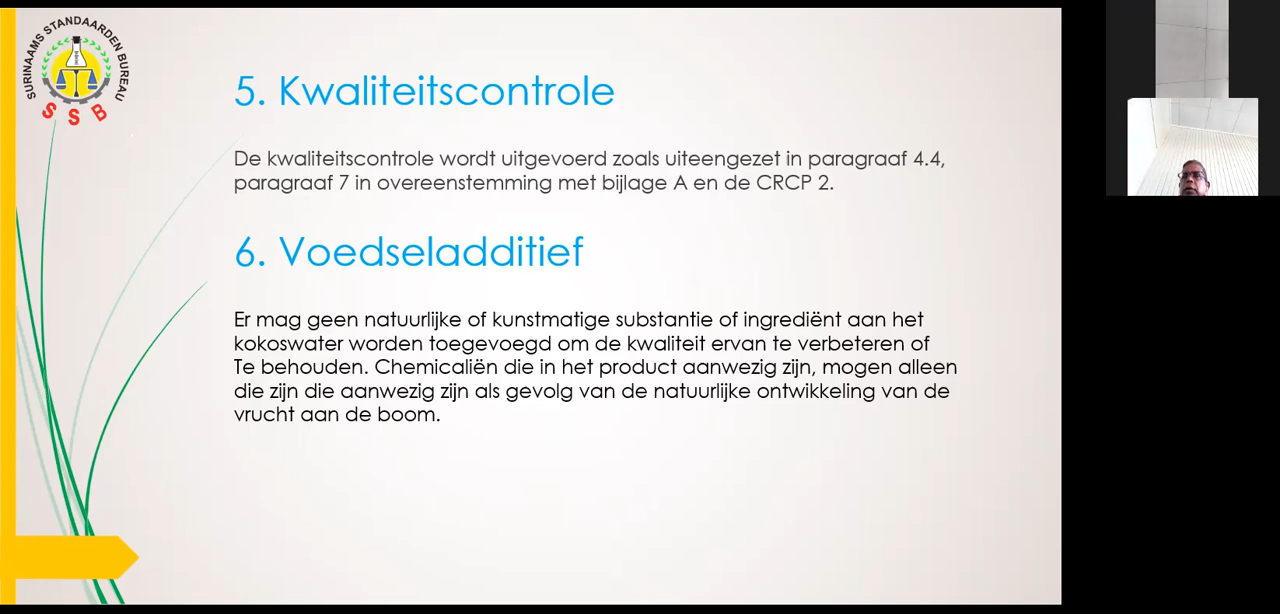 SURINAAMS STANDAARDEN BUREAU
S S B
5. Kwaliteitscontrole
De kwaliteitscontrole wordt uitgevoerd zoals uiteengezet in paragraaf 4.4,
paragraaf 7 in overeenstemming met bijlage A en de CRCP 2.
6. Voedseladditief
Er mag geen natuurlijke of kunstmatige substantie of ingrediënt aan het
kokoswater worden toegevoegd om de kwaliteit ervan te verbeteren of
Te behouden. Chemicaliën die in het product aanwezig zijn, mogen alleen
die zijn die aanwezig zijn als gevolg van de natuurlijke ontwikkeling van de
vrucht aan de boom.